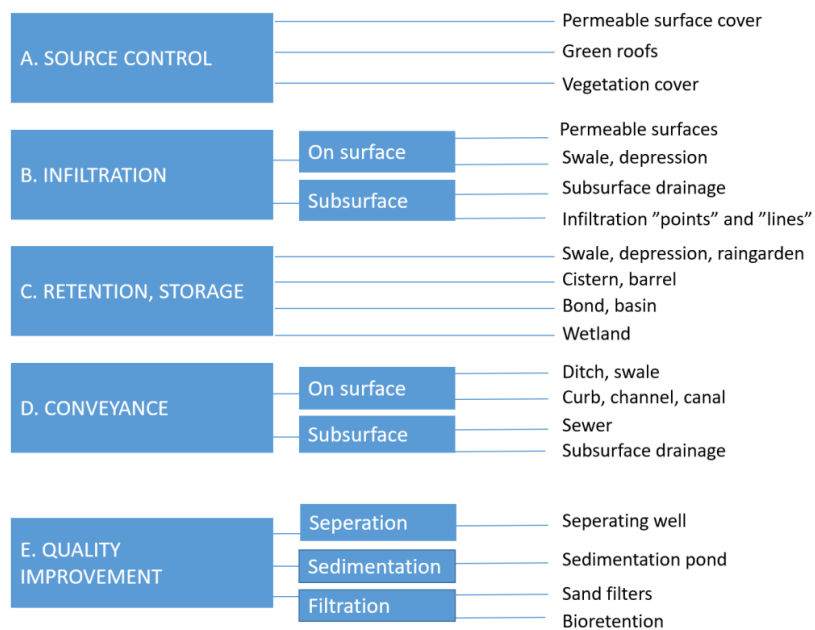 A. SOURCE CONTROL
Permeable surface cover
Green roofs
Vegetation cover
B. INFILTRATION
On surface
Permeable surfaces
Swale, depression
Subsurface
Subsurface drainage
Infiltration ”points” and ”lines”
C. RETENTION, STORAGE
Swale, depression, raingarden
Cistern, barrel
Bond, basin
Wetland
D. CONVEYANCE
On surface
Ditch, swale
Curb, channel, canal
Subsurface
Sewer
Subsurface drainage
E. QUALITY
IMPROVEMENT
Seperation
Seperating well
Sedimentation
Sedimentation pond
Filtration
Sand filters
Bioretention